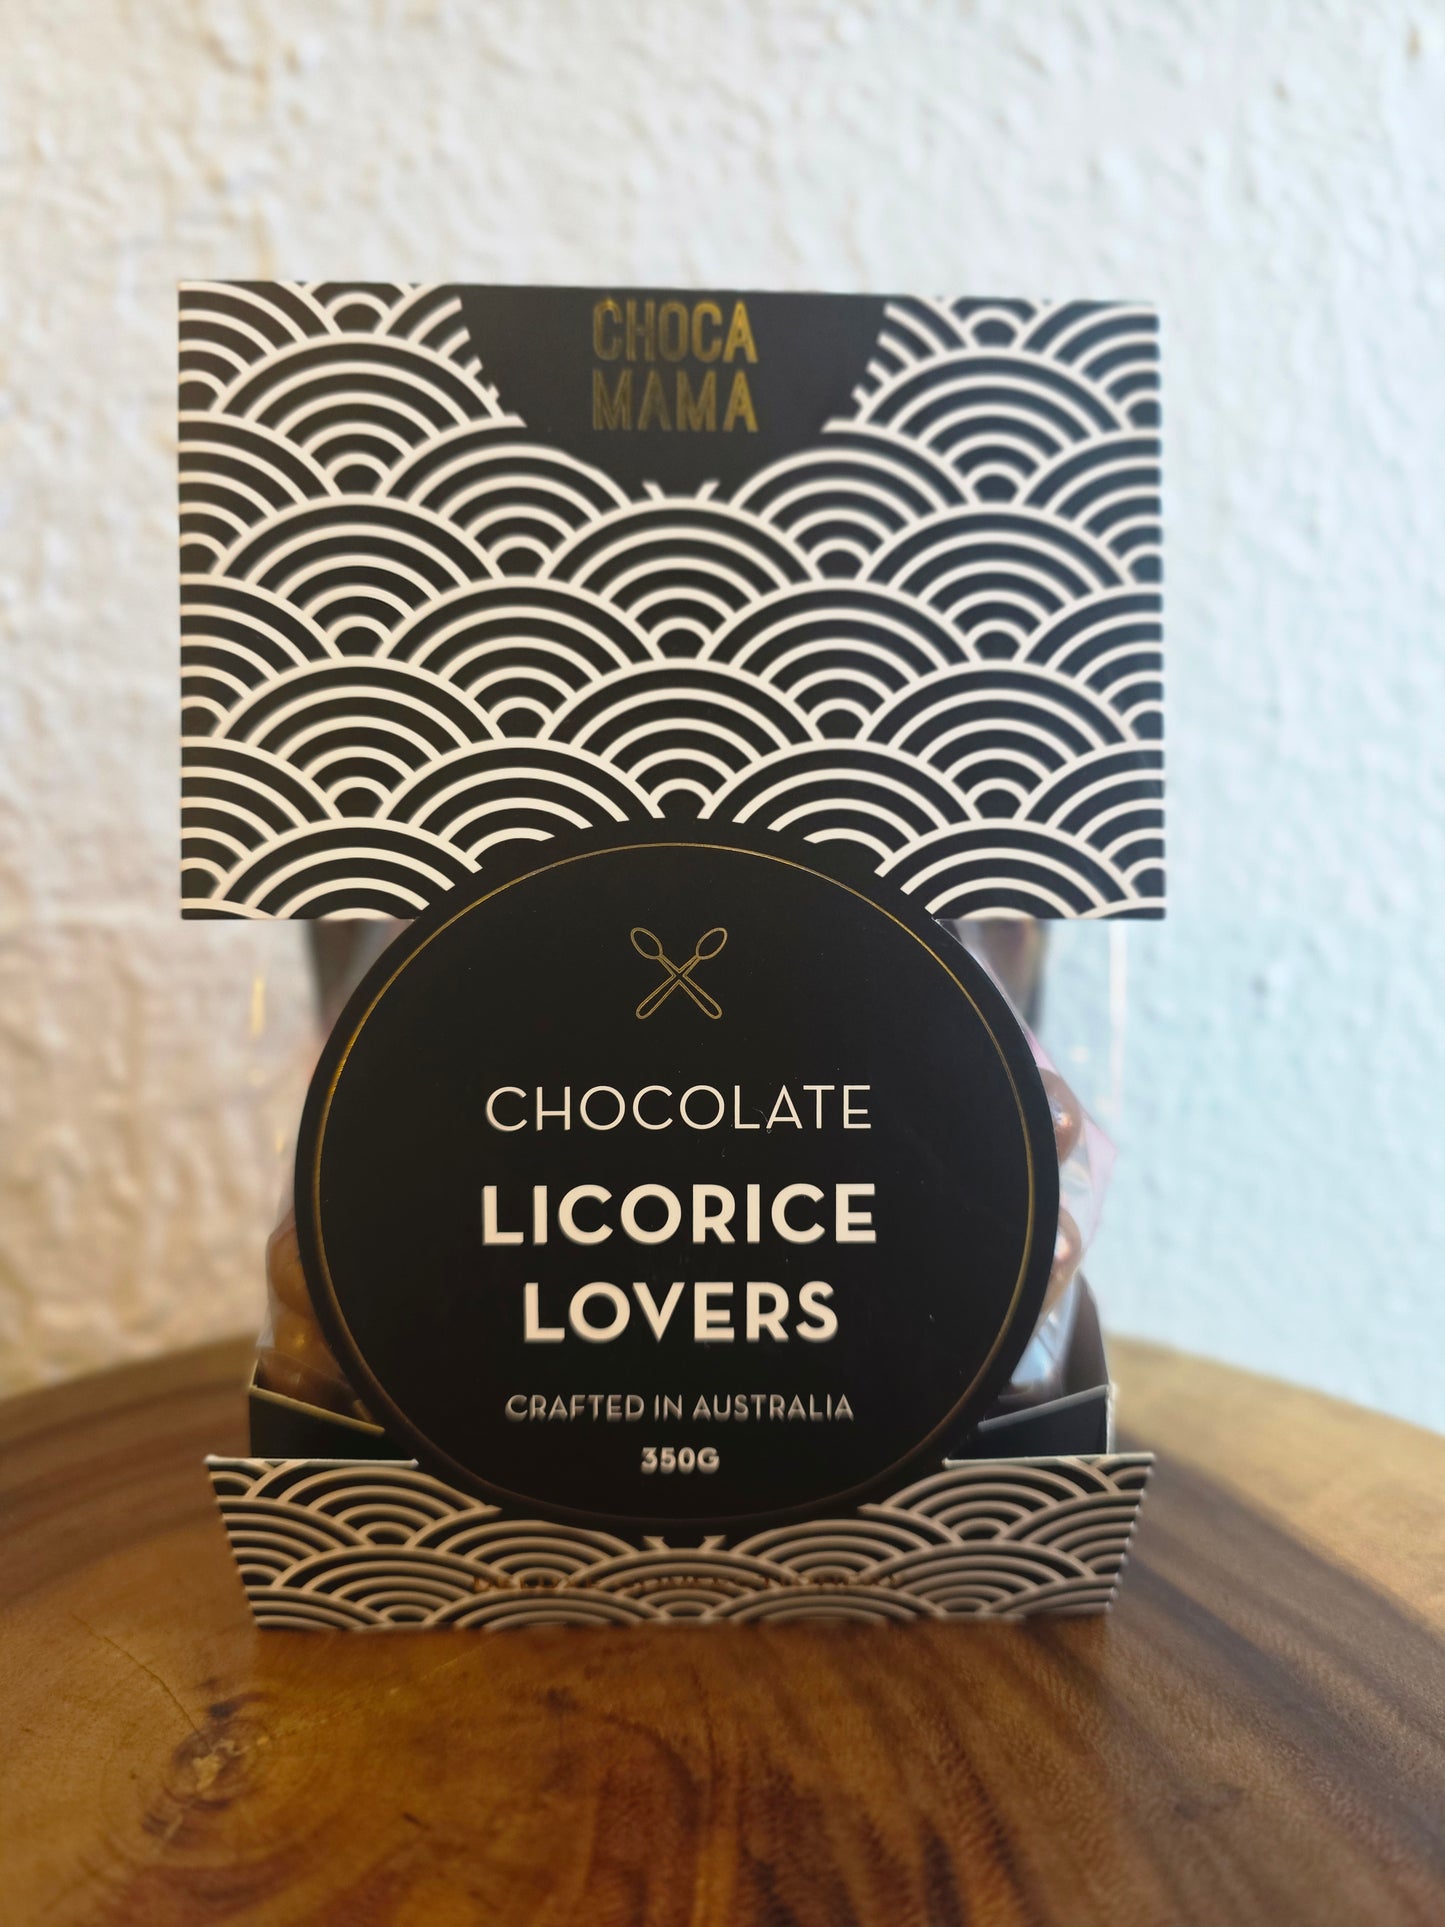 CHOCA
MAMA
CHOCOLATE
LICORICE
LOVERS
CRAFTED IN AUSTRALIA
350G